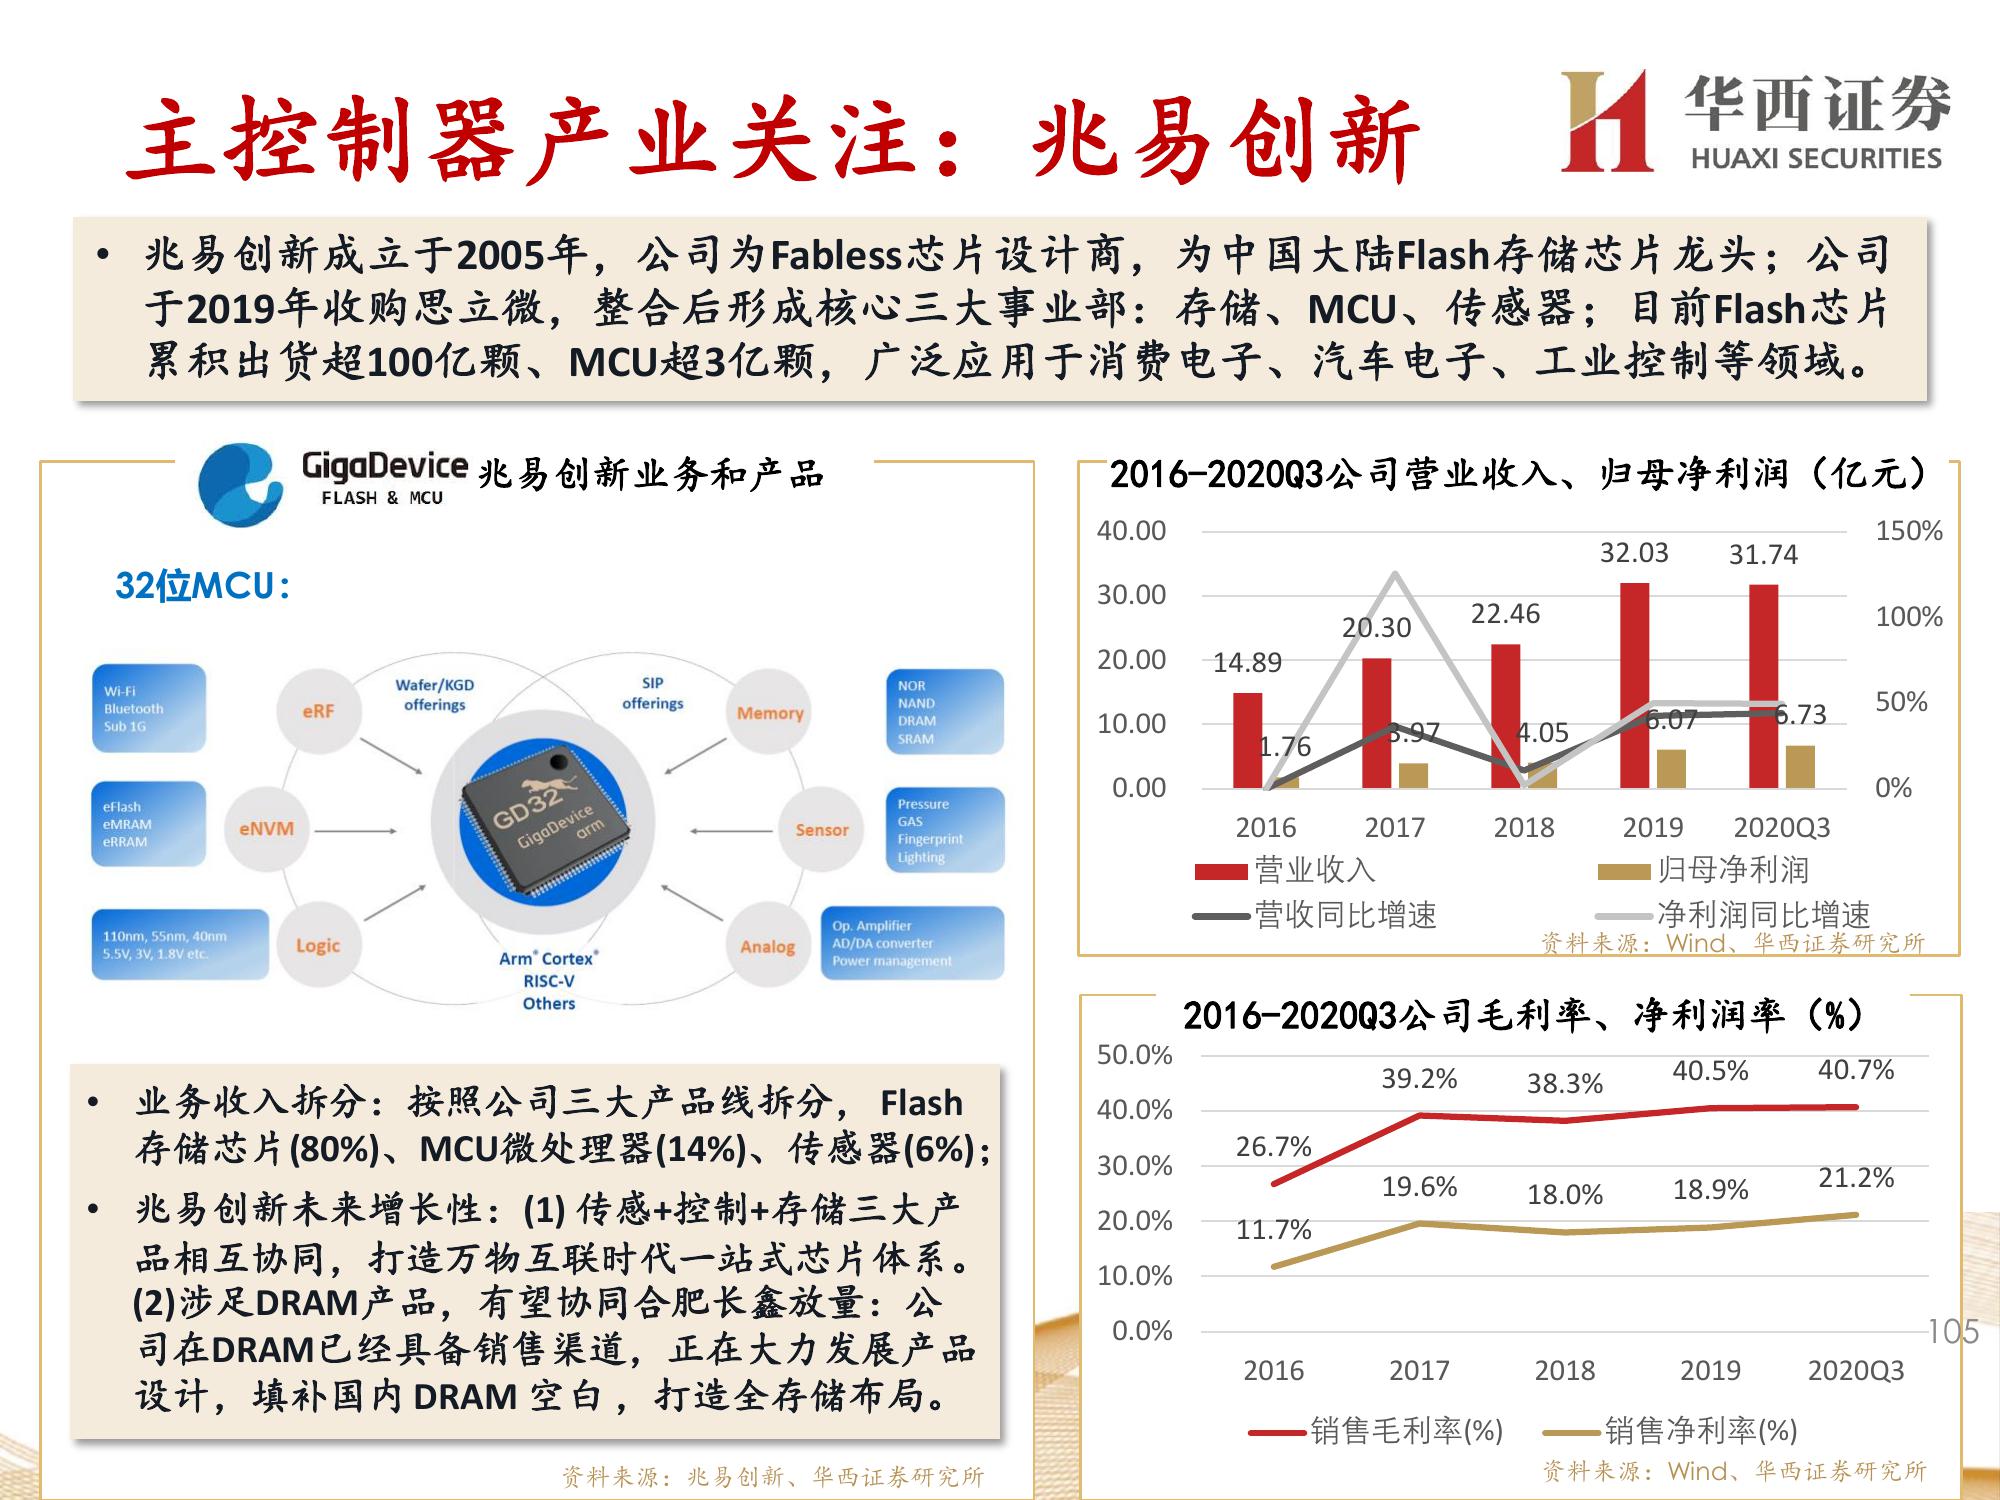 主控制器产业关注：兆易创新
华西证券
HUAXI SECURITIES
• 兆易创新成立于2005年，公司为Fabless芯片设计商，为中国大陆Flash存储芯片龙头；公司
于2019年收购思立微，整合后形成核心三大事业部：存储、MCU、传感器；目前Flash芯片
累积出货超100亿颗、MCU超3亿颗，广泛应用于消费电子、汽车电子、工业控制等领域。
GigaDevice
FLASH & MCU
兆易创新业务和产品
32位MCU：
Wi-Fi
Bluetooth
Sub 1G
eRF
Wafer/KGD
offerings
SIP
offerings
Memory
NOR
NAND
DRAM
SRAM
eFlash
eMRAM
eRRAM
eNVM
GD32
GigaDevice
arm
Sensor
Pressure
GAS
Fingerprint
Lighting
110nm, 55nm, 40nm
5.5V, 3V, 1.8V etc.
Logic
Arm® Cortex®
RISC-V
Others
Analog
Op. Amplifier
AD/DA converter
Power management
• 业务收入拆分：按照公司三大产品线拆分， Flash
存储芯片(80%)、MCU微处理器(14%)、传感器(6%)；
• 兆易创新未来增长性：(1) 传感+控制+存储三大产
品相互协同，打造万物互联时代一站式芯片体系。
(2)涉足DRAM产品，有望协同合肥长鑫放量：公
司在DRAM已经具备销售渠道，正在大力发展产品
设计，填补国内 DRAM 空白 ，打造全存储布局。
资料来源：兆易创新、华西证券研究所
2016-2020Q3公司营业收入、归母净利润（亿元）
40.00
30.00
20.00
10.00
0.00
150%
100%
50%
0%
14.89
20.30
22.46
32.03
31.74
1.76
3.97
4.05
6.07
6.73
2016
2017
2018
2019
2020Q3
营业收入
归母净利润
营收同比增速
净利润同比增速
资料来源：Wind、华西证券研究所
2016-2020Q3公司毛利率、净利润率（%）
50.0%
40.0%
30.0%
20.0%
10.0%
0.0%
26.7%
39.2%
38.3%
40.5%
40.7%
11.7%
19.6%
18.0%
18.9%
21.2%
2016
2017
2018
2019
2020Q3
销售毛利率(%)
销售净利率(%)
资料来源：Wind、华西证券研究所
105